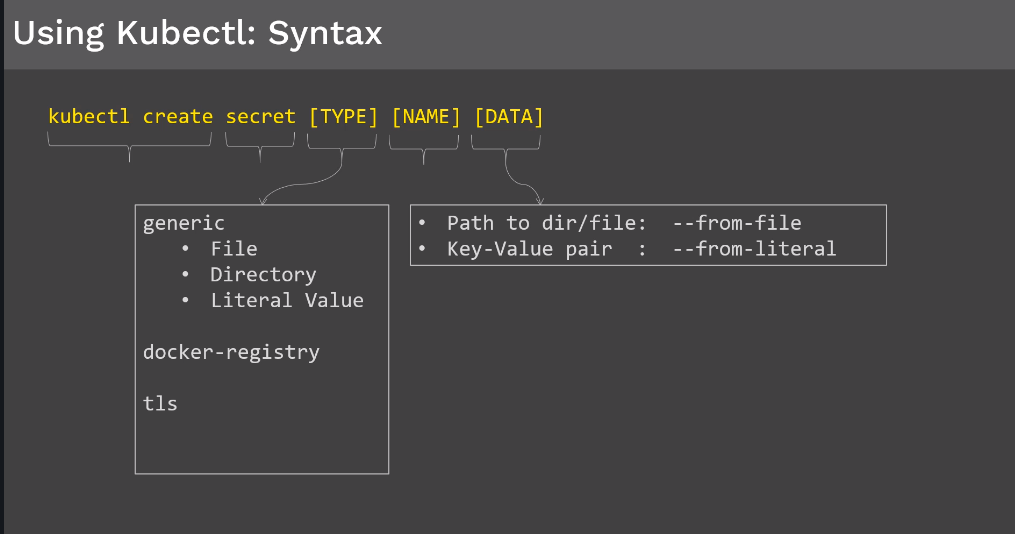 Using Kubectl: Syntax
kubectl create secret [TYPE] [NAME] [DATA]
generic
• File
• Directory
• Literal Value
docker-registry
tls
• Path to dir/file: --from-file
• Key-Value pair : --from-literal